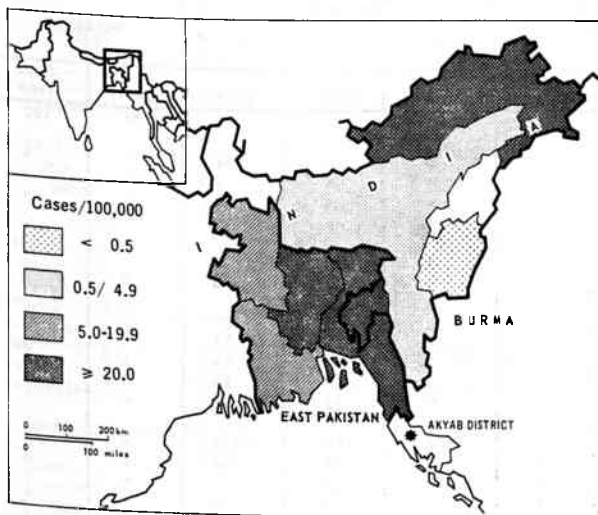 Cases/100,000
< 0.5
0.5/ 4.9
5.0-19.9
≥ 20.0
0 100 200km
0 100 miles
I N D I A
BURMA
EAST PAKISTAN
AKYAB DISTRICT